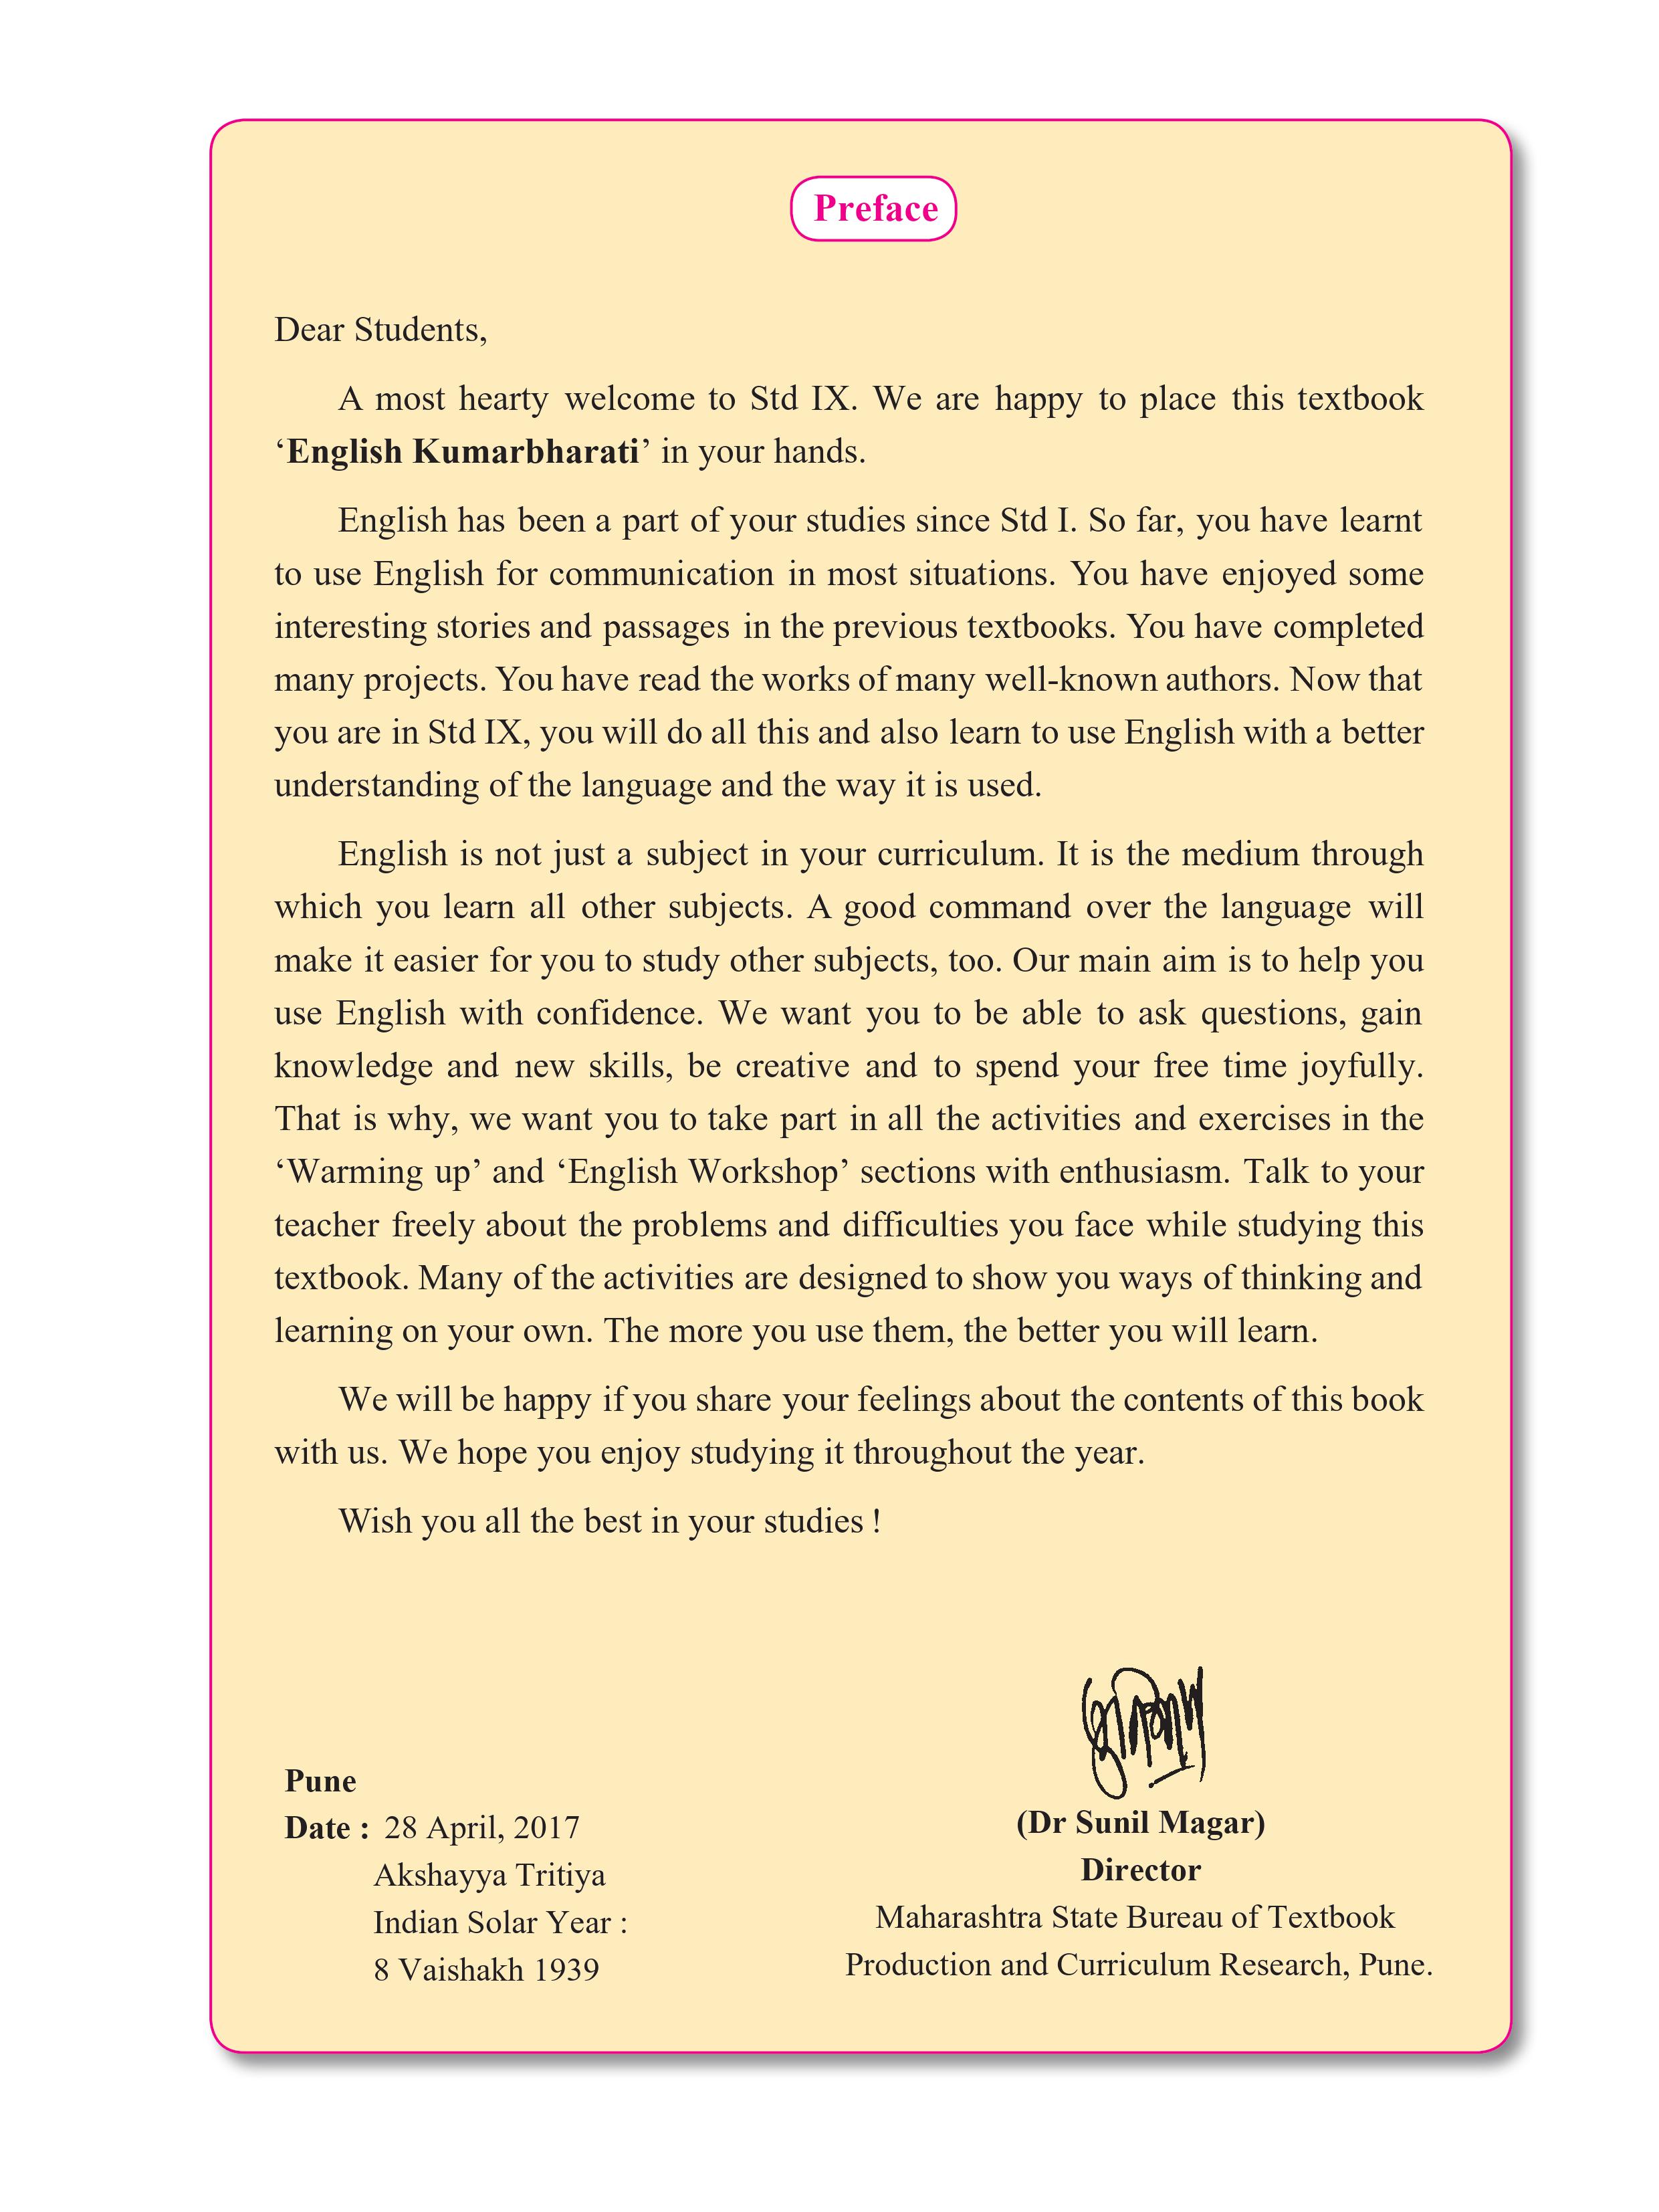 Preface
Dear Students,
A most hearty welcome to Std IX. We are happy to place this textbook
‘English Kumarbharati’ in your hands.
English has been a part of your studies since Std I. So far, you have learnt
to use English for communication in most situations. You have enjoyed some
interesting stories and passages in the previous textbooks. You have completed
many projects. You have read the works of many well-known authors. Now that
you are in Std IX, you will do all this and also learn to use English with a better
understanding of the language and the way it is used.
English is not just a subject in your curriculum. It is the medium through
which you learn all other subjects. A good command over the language will
make it easier for you to study other subjects, too. Our main aim is to help you
use English with confidence. We want you to be able to ask questions, gain
knowledge and new skills, be creative and to spend your free time joyfully.
That is why, we want you to take part in all the activities and exercises in the
‘Warming up’ and ‘English Workshop’ sections with enthusiasm. Talk to your
teacher freely about the problems and difficulties you face while studying this
textbook. Many of the activities are designed to show you ways of thinking and
learning on your own. The more you use them, the better you will learn.
We will be happy if you share your feelings about the contents of this book
with us. We hope you enjoy studying it throughout the year.
Wish you all the best in your studies !
Pune
Date : 28 April, 2017
Akshayya Tritiya
Indian Solar Year :
8 Vaishakh 1939
(Dr Sunil Magar)
Director
Maharashtra State Bureau of Textbook
Production and Curriculum Research, Pune.